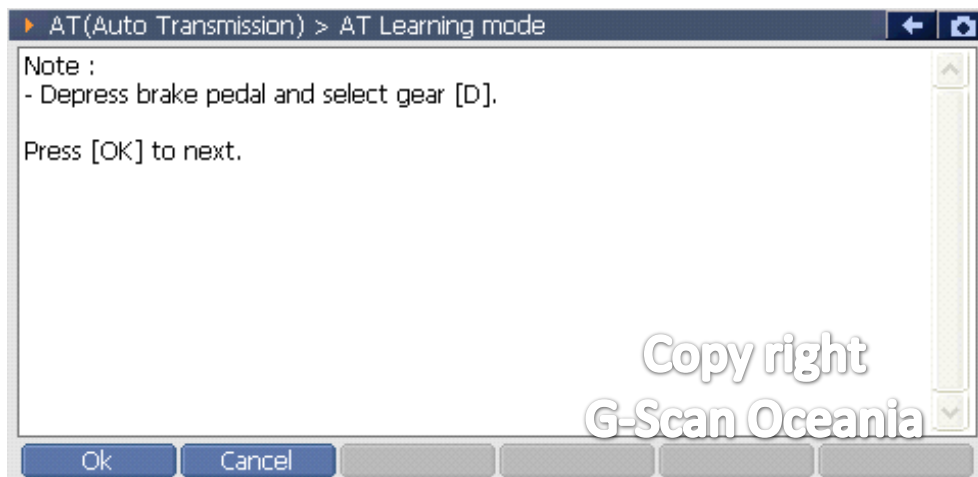 AT(Auto Transmission) > AT Learning mode
Note :
- Depress brake pedal and select gear [D].
Press [OK] to next.
Copy right
G-Scan Oceania
Ok Cancel